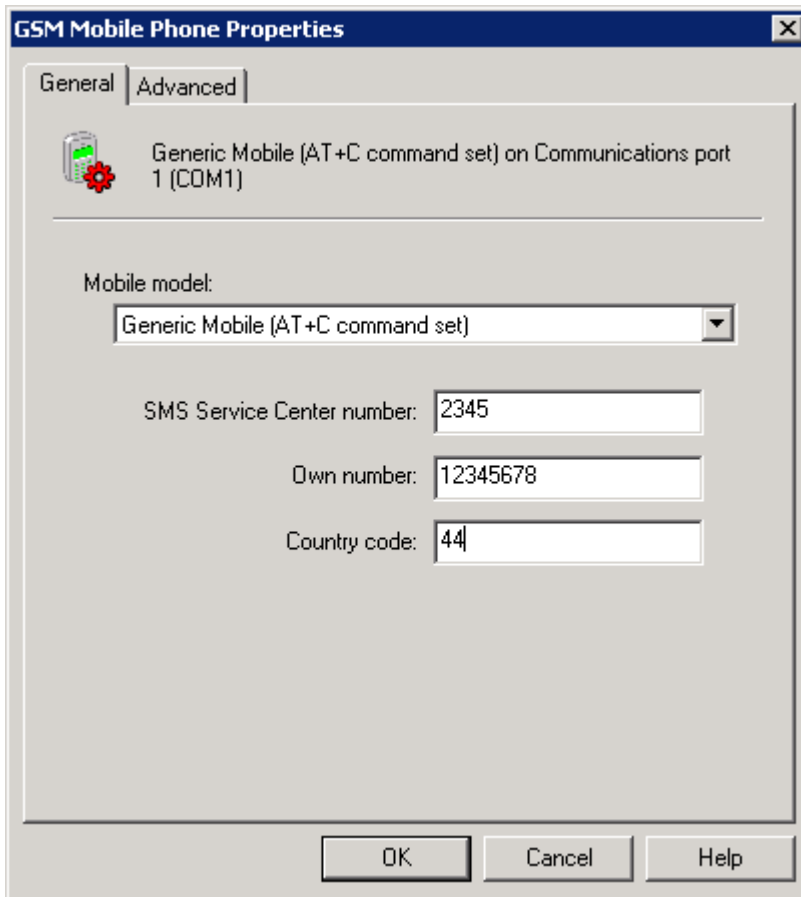 GSM Mobile Phone Properties
General Advanced
Generic Mobile (AT+C command set) on Communications port
1 (COM1)
Mobile model:
Generic Mobile (AT+C command set)
SMS Service Center number: 2345
Own number: 12345678
Country code: 44
OK Cancel Help